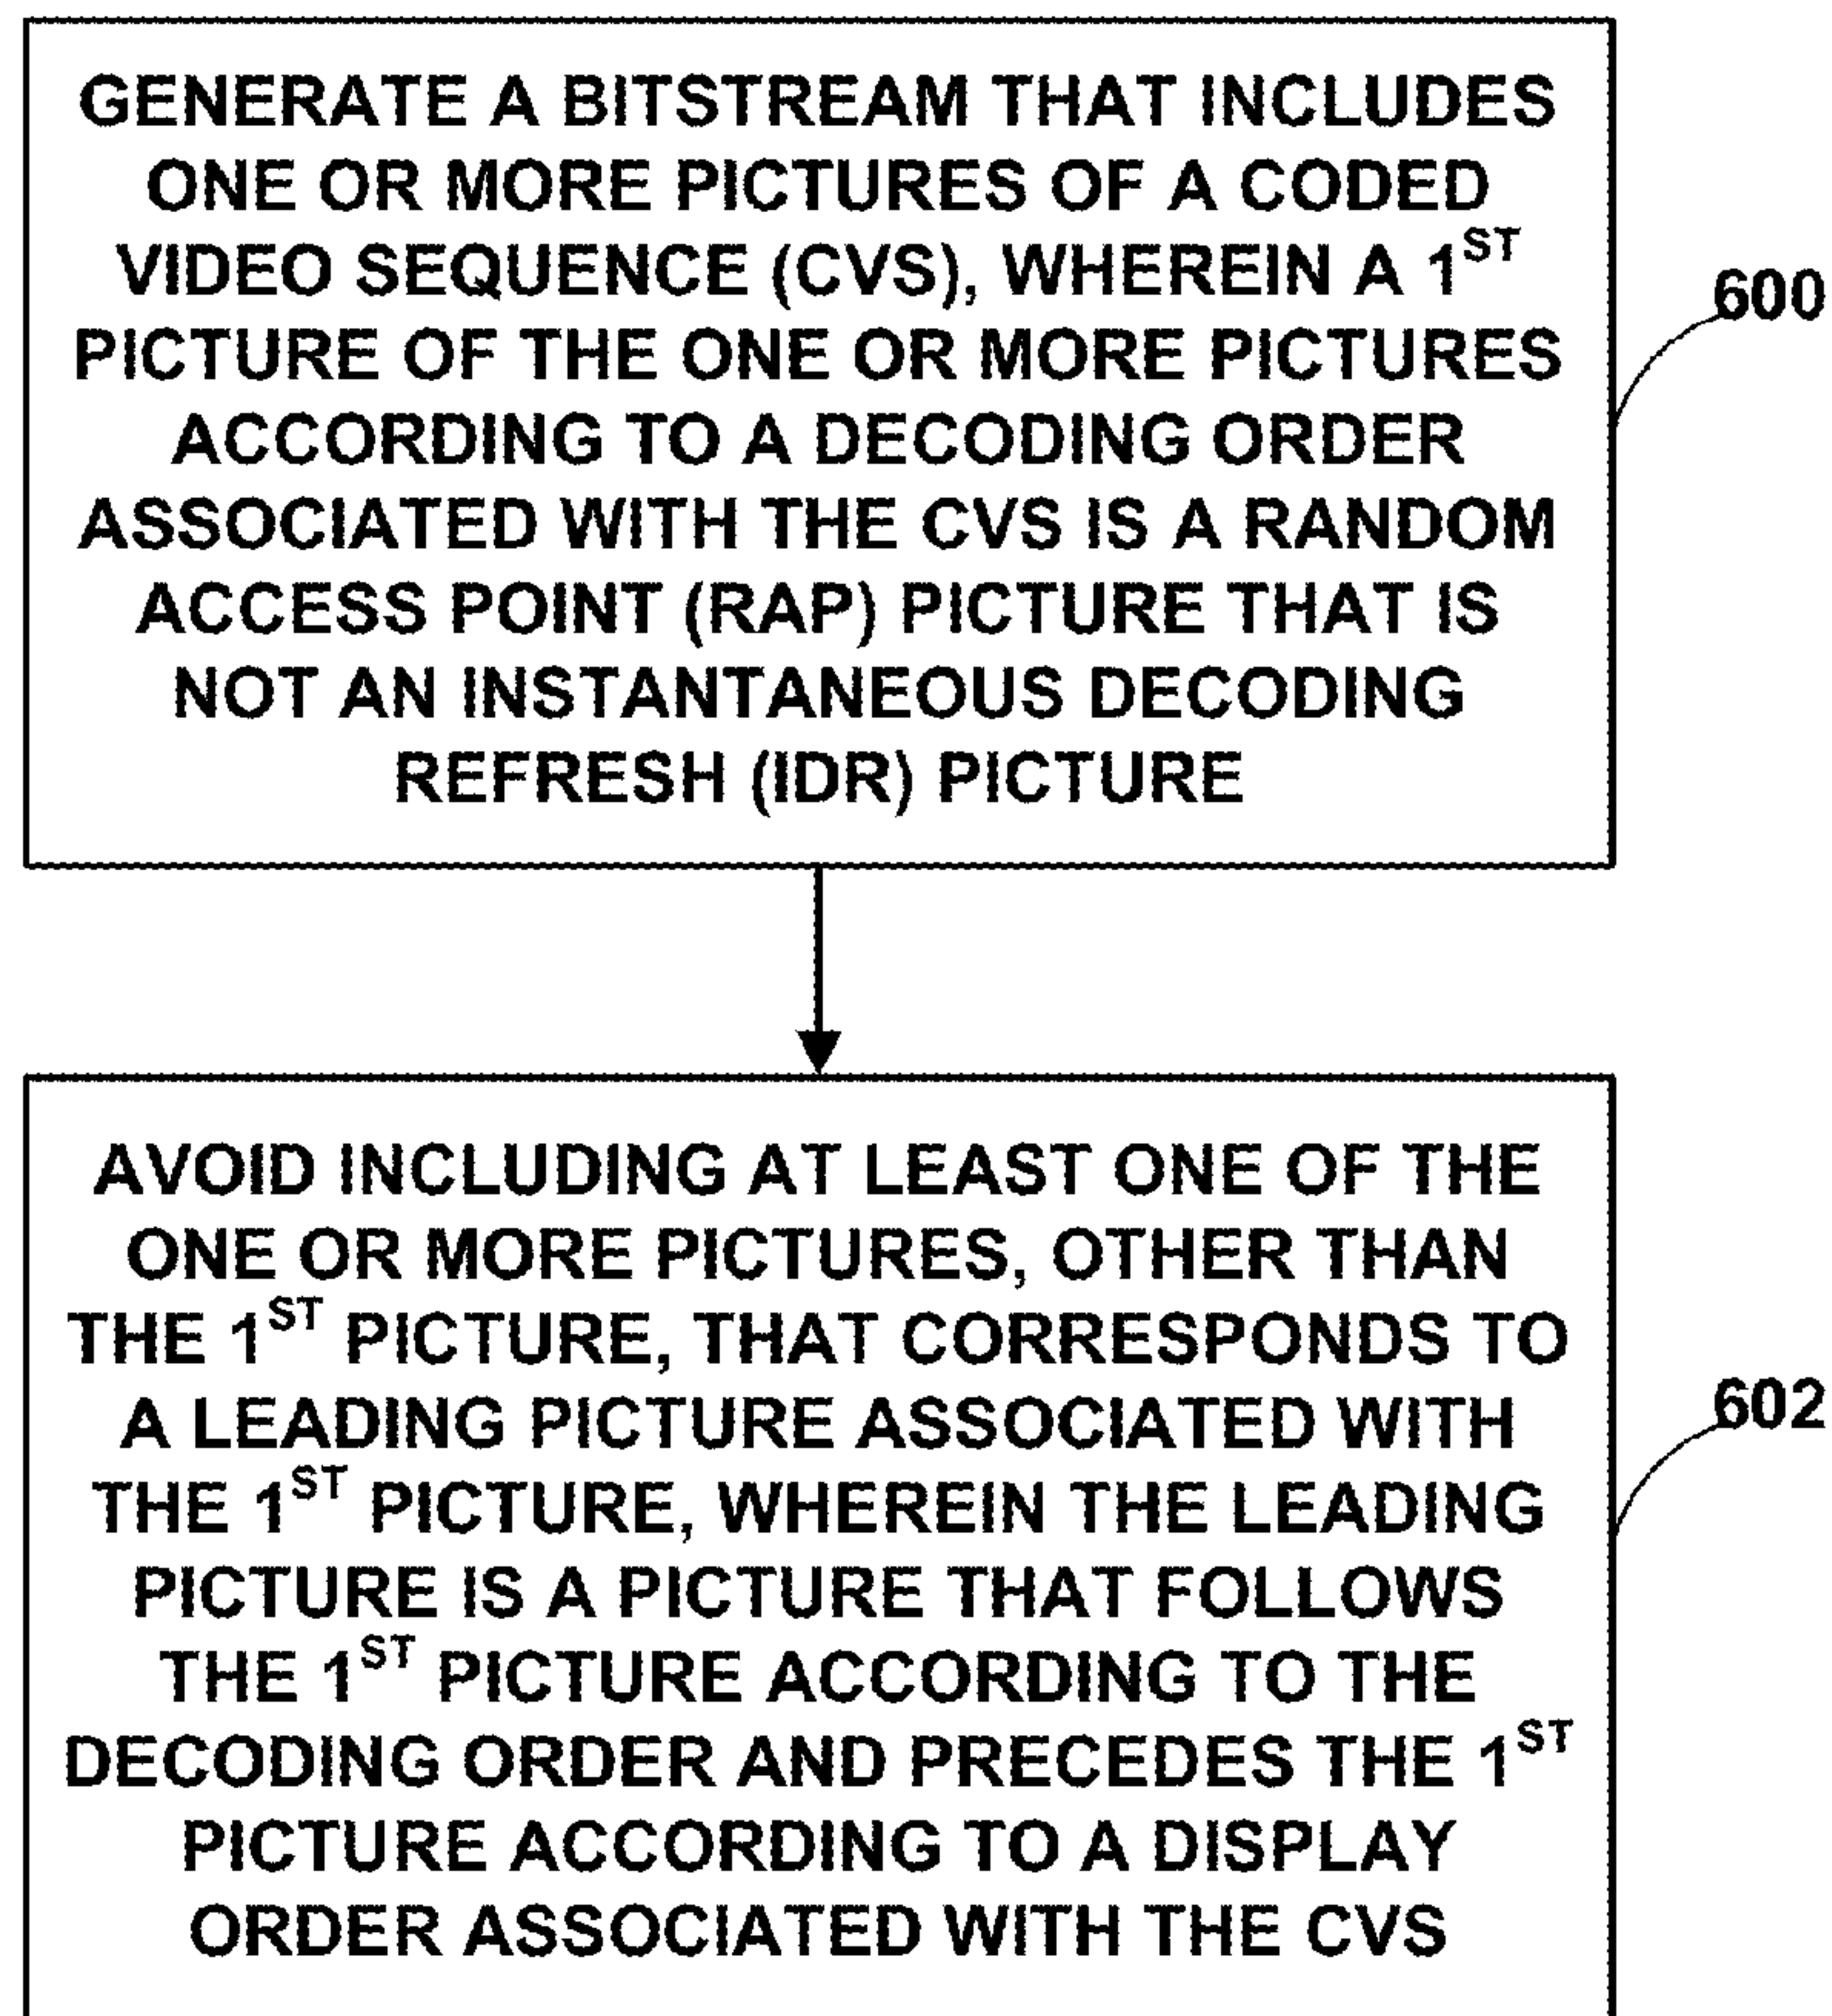 GENERATE A BITSTREAM THAT INCLUDES
ONE OR MORE PICTURES OF A CODED
VIDEO SEQUENCE (CVS), WHEREIN A 1ST
PICTURE OF THE ONE OR MORE PICTURES
ACCORDING TO A DECODING ORDER
ASSOCIATED WITH THE CVS IS A RANDOM
ACCESS POINT (RAP) PICTURE THAT IS
NOT AN INSTANTANEOUS DECODING
REFRESH (IDR) PICTURE
600
AVOID INCLUDING AT LEAST ONE OF THE
ONE OR MORE PICTURES, OTHER THAN
THE 1ST PICTURE, THAT CORRESPONDS TO
A LEADING PICTURE ASSOCIATED WITH
THE 1ST PICTURE, WHEREIN THE LEADING
PICTURE IS A PICTURE THAT FOLLOWS
THE 1ST PICTURE ACCORDING TO THE
DECODING ORDER AND PRECEDES THE 1ST
PICTURE ACCORDING TO A DISPLAY
ORDER ASSOCIATED WITH THE CVS
602